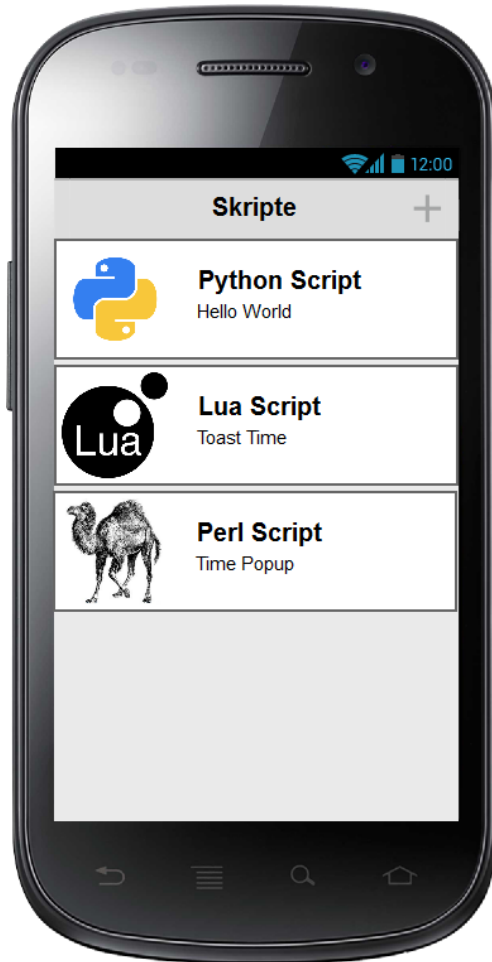 12:00
Skripte
Python Script
Hello World
Lua
Lua Script
Toast Time
Perl Script
Time Popup